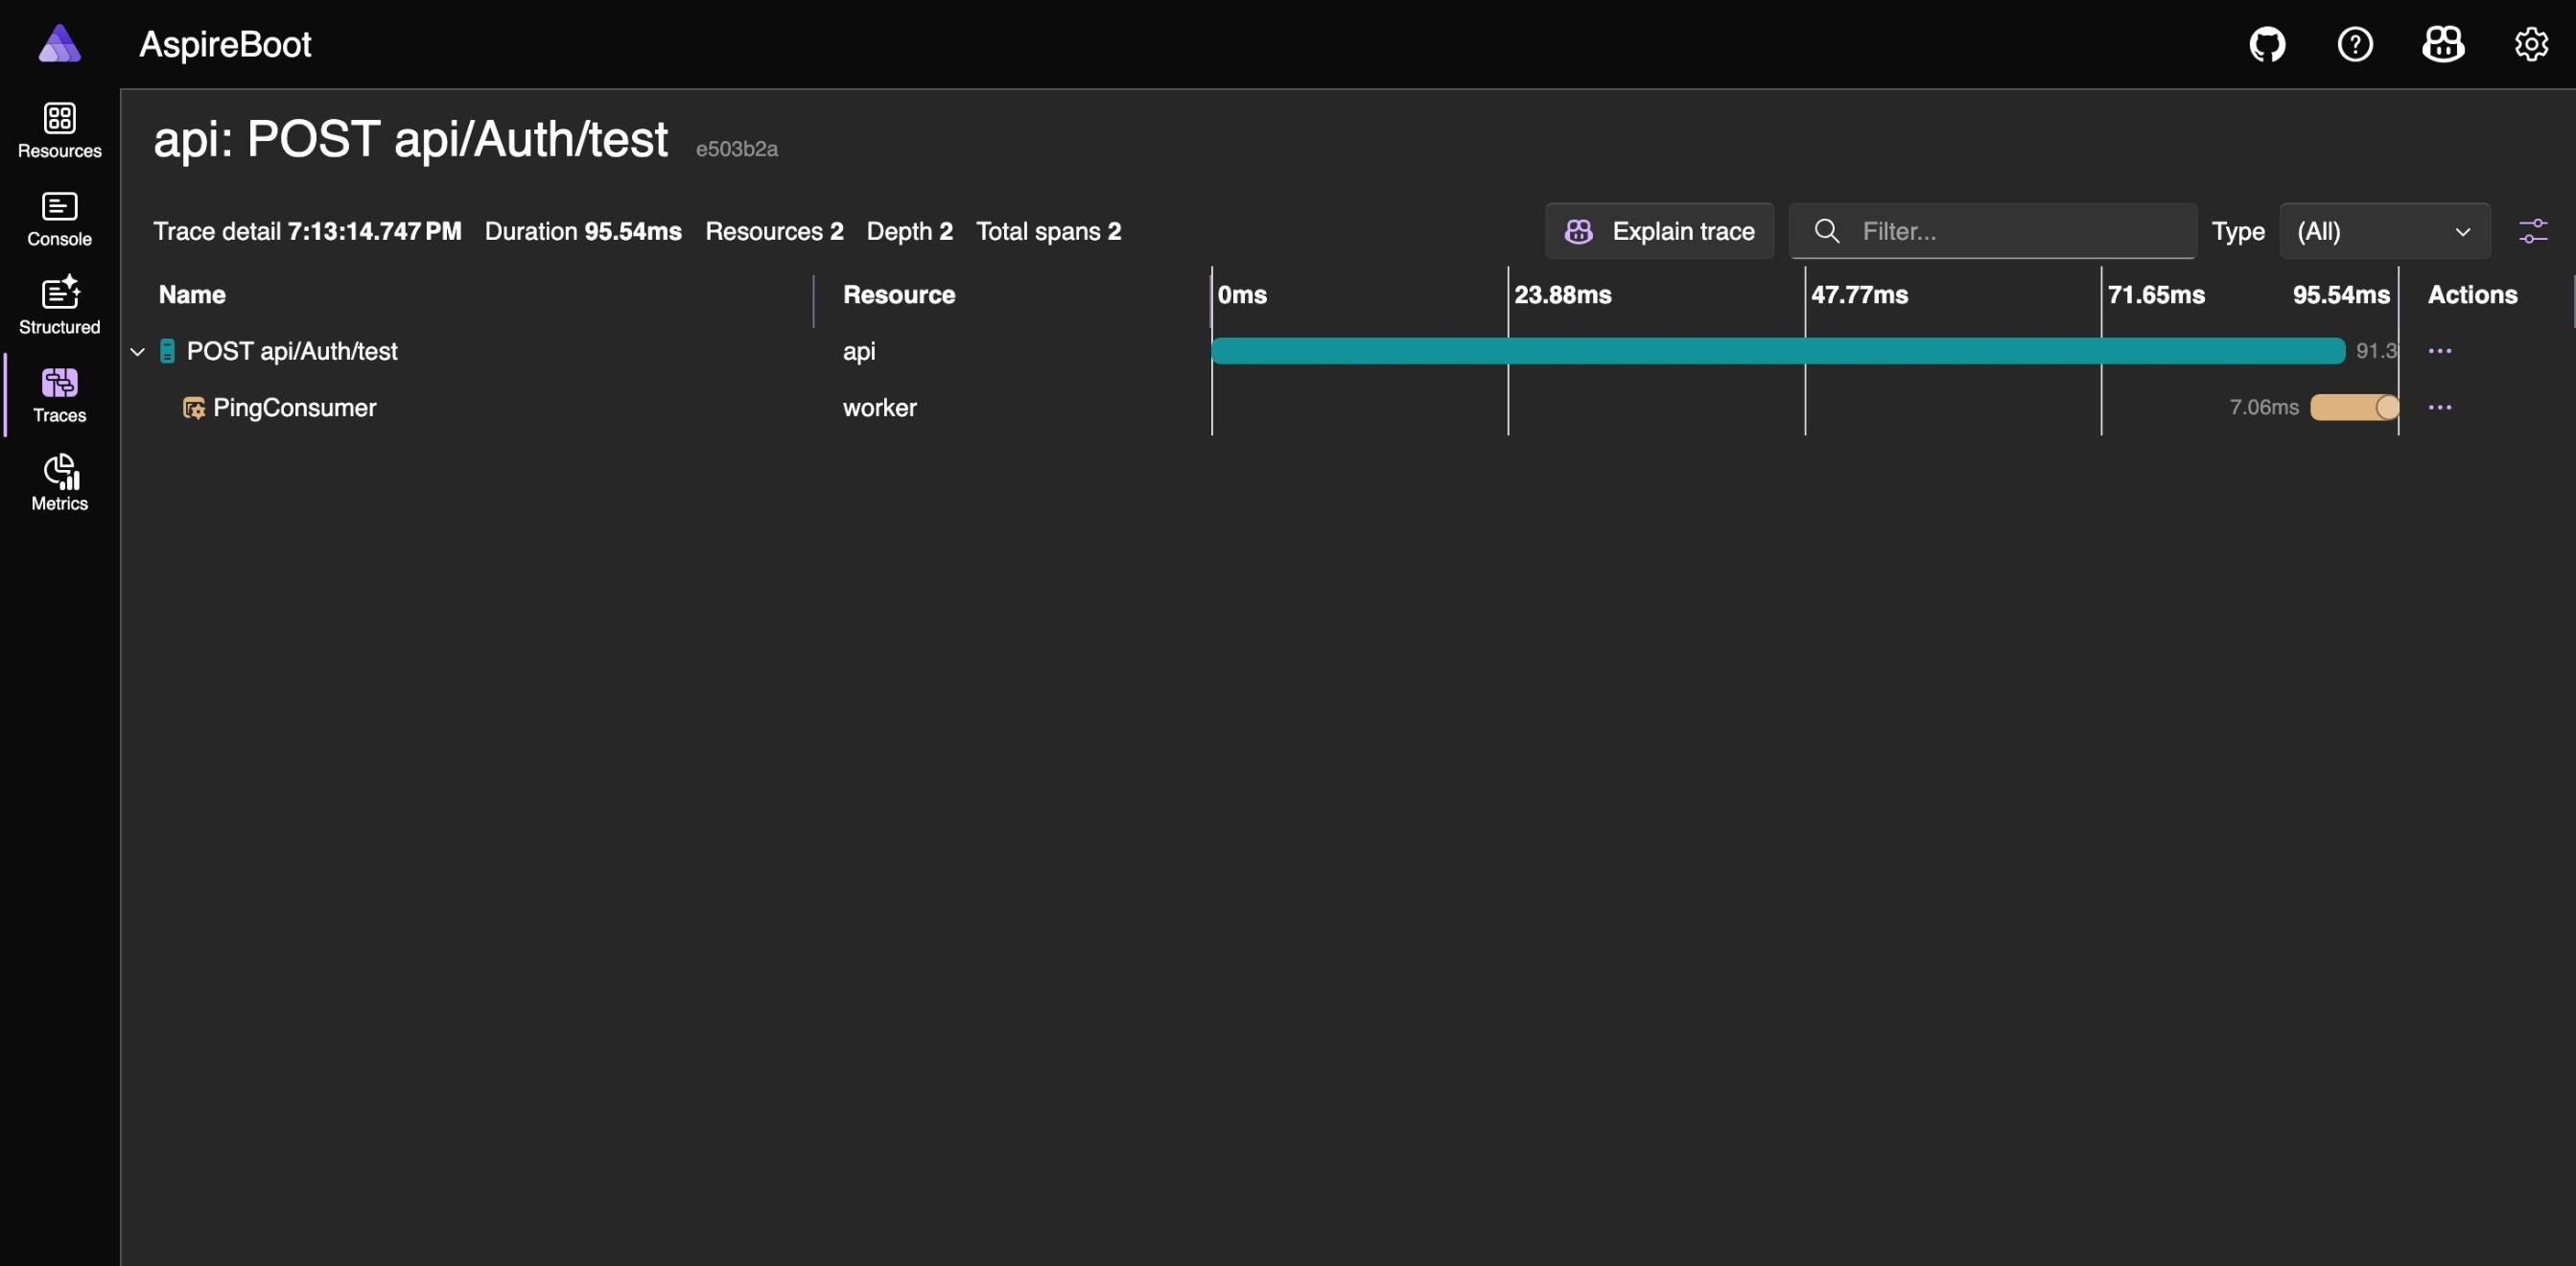 AspireBoot
Resources
Console
Structured
Traces
Metrics
api: POST api/Auth/test e503b2a
Trace detail 7:13:14.747 PM Duration 95.54ms Resources 2 Depth 2 Total spans 2
Explain trace Filter... Type (All)
Name Resource 0ms 23.88ms 47.77ms 71.65ms 95.54ms Actions
POST api/Auth/test api 91.3 ...
PingConsumer worker 7.06ms ...